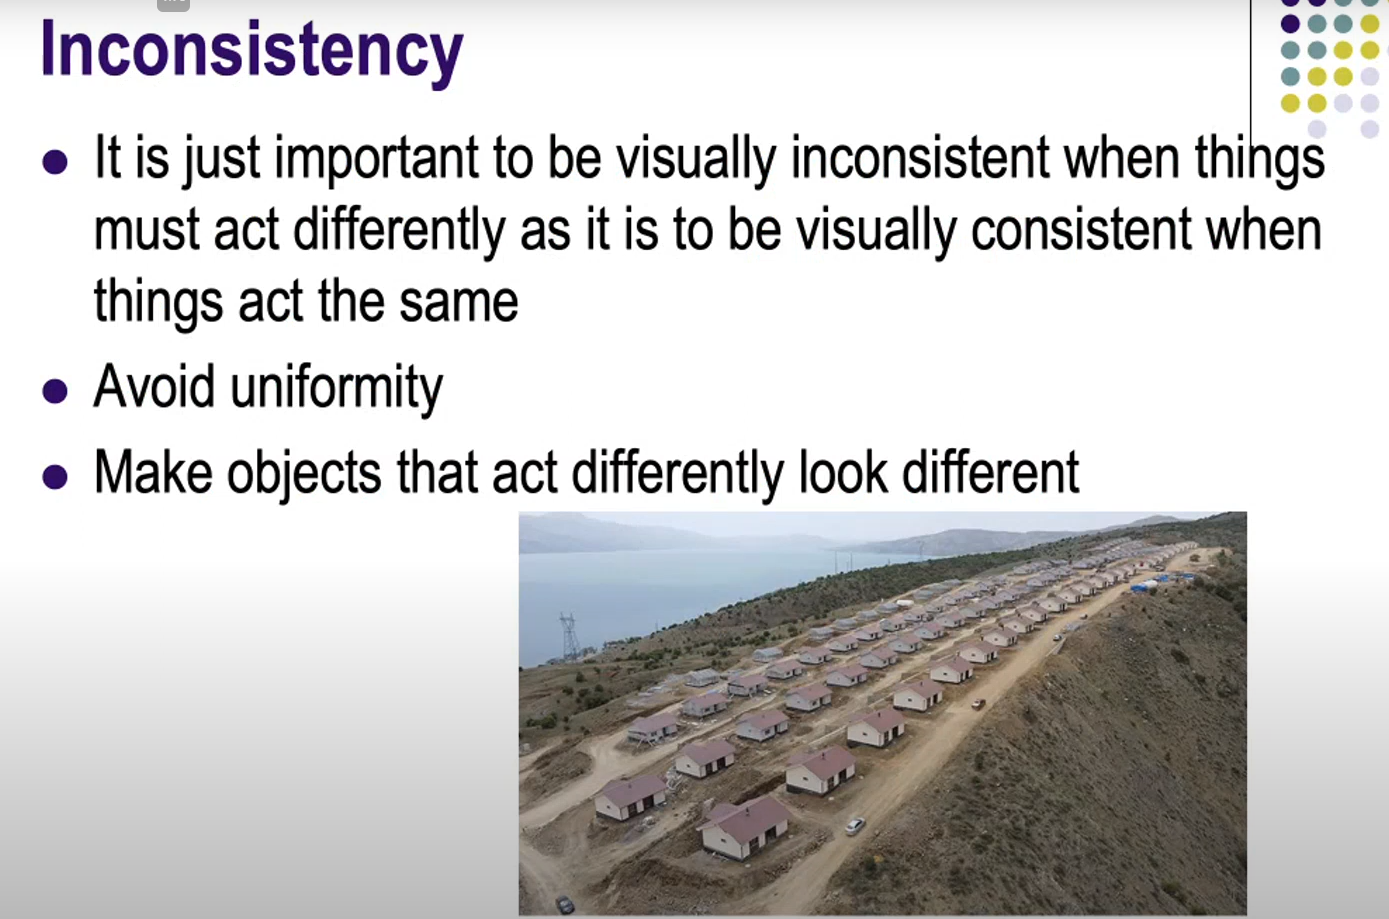 Inconsistency
It is just important to be visually inconsistent when things
must act differently as it is to be visually consistent when
things act the same
Avoid uniformity
Make objects that act differently look different